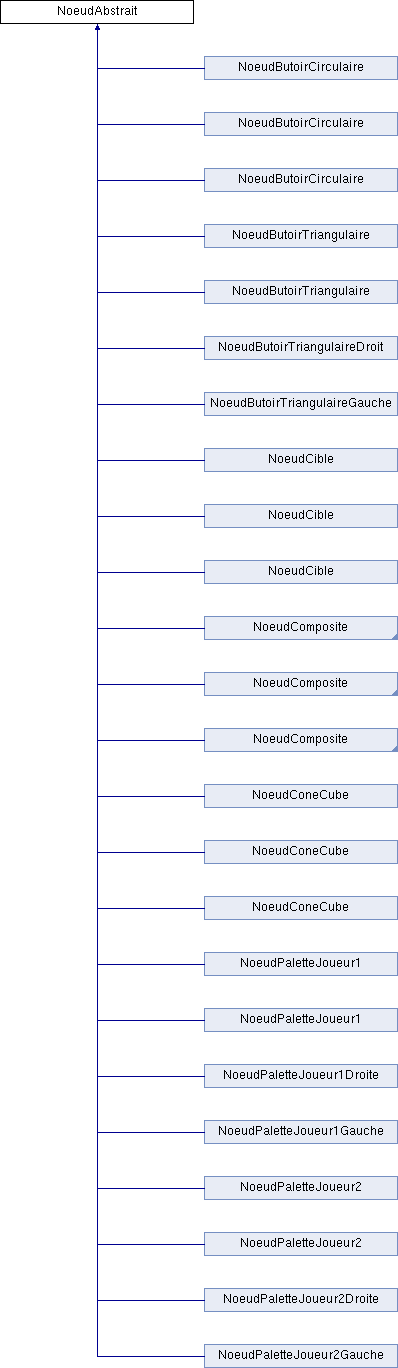 NoeudAbstrait
NoeudButoirCirculaire
NoeudButoirCirculaire
NoeudButoirCirculaire
NoeudButoirTriangulaire
NoeudButoirTriangulaire
NoeudButoirTriangulaireDroit
NoeudButoirTriangulaireGauche
NoeudCible
NoeudCible
NoeudCible
NoeudComposite
NoeudComposite
NoeudComposite
NoeudConeCube
NoeudConeCube
NoeudConeCube
NoeudPaletteJoueur1
NoeudPaletteJoueur1
NoeudPaletteJoueur1Droite
NoeudPaletteJoueur1Gauche
NoeudPaletteJoueur2
NoeudPaletteJoueur2
NoeudPaletteJoueur2Droite
NoeudPaletteJoueur2Gauche